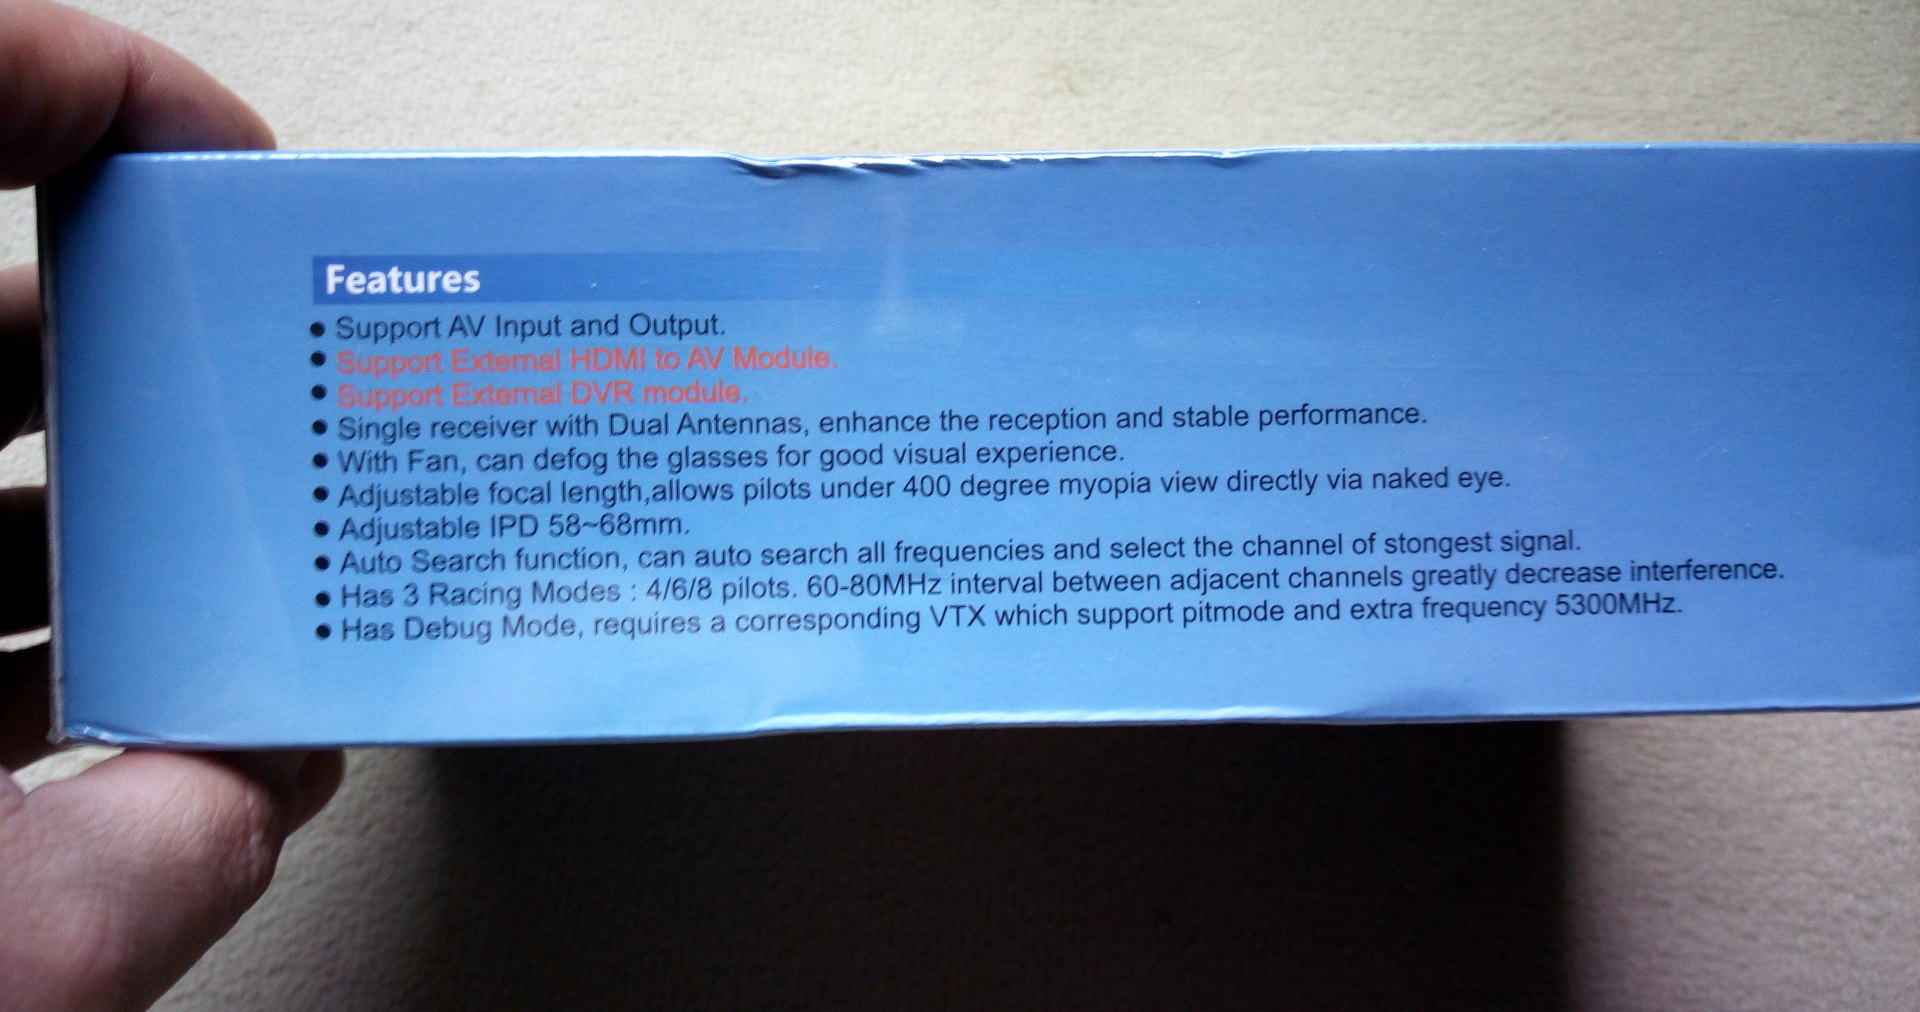 Features
● Support AV Input and Output.
● Support External HDMI to AV Module.
● Support External DVR module.
● Single receiver with Dual Antennas, enhance the reception and stable performance.
● With Fan, can defog the glasses for good visual experience.
● Adjustable focal length,allows pilots under 400 degree myopia view directly via naked eye.
● Adjustable IPD 58~68mm.
● Auto Search function, can auto search all frequencies and select the channel of stongest signal.
● Has 3 Racing Modes : 4/6/8 pilots. 60-80MHz interval between adjacent channels greatly decrease interference.
● Has Debug Mode, requires a corresponding VTX which support pitmode and extra frequency 5300MHz.